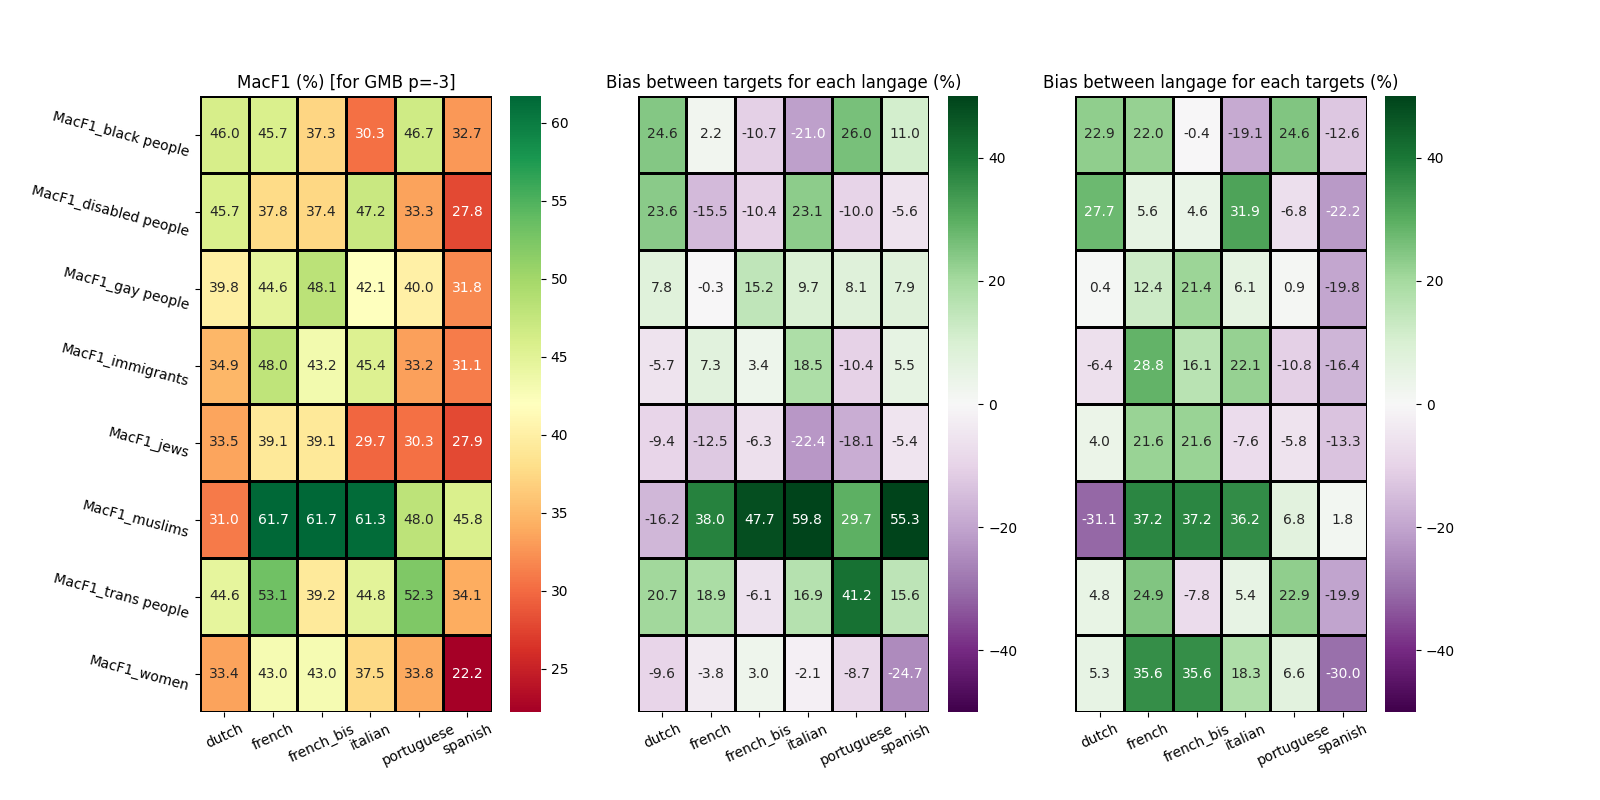 MacF1 (%) [for GMB p=-3] Bias between targets for each langage (%) Bias between langage for each targets (%)
MacF1_black people 46.0 45.7 37.3 30.3 46.7 32.7 24.6 2.2 -10.7 -21.0 26.0 11.0 22.9 22.0 -0.4 -19.1 24.6 -12.6
MacF1_disabled people 45.7 37.8 37.4 47.2 33.3 27.8 23.6 -15.5 -10.4 23.1 -10.0 -5.6 27.7 5.6 4.6 31.9 -6.8 -22.2
MacF1_gay people 39.8 44.6 48.1 42.1 40.0 31.8 7.8 -0.3 15.2 9.7 8.1 7.9 0.4 12.4 21.4 6.1 0.9 -19.8
MacF1_immigrants 34.9 48.0 43.2 45.4 33.2 31.1 -5.7 7.3 3.4 18.5 -10.4 5.5 -6.4 28.8 16.1 22.1 -10.8 -16.4
MacF1_jews 33.5 39.1 39.1 29.7 30.3 27.9 -9.4 -12.5 -6.3 -22.4 -18.1 -5.4 4.0 21.6 21.6 -7.6 -5.8 -13.3
MacF1_muslims 31.0 61.7 61.7 61.3 48.0 45.8 -16.2 38.0 47.7 59.8 29.7 55.3 -31.1 37.2 37.2 36.2 6.8 1.8
MacF1_trans people 44.6 53.1 39.2 44.8 52.3 34.1 20.7 18.9 -6.1 16.9 41.2 15.6 4.8 24.9 -7.8 5.4 22.9 -19.9
MacF1_women 33.4 43.0 43.0 37.5 33.8 22.2 -9.6 -3.8 3.0 -2.1 -8.7 -24.7 5.3 35.6 35.6 18.3 6.6 -30.0
dutch french french_bis italian portuguese spanish dutch french french_bis italian portuguese spanish dutch french french_bis italian portuguese spanish
60
55
50
45
40
35
30
25
40
20
0
−20
−40
40
20
0
−20
−40